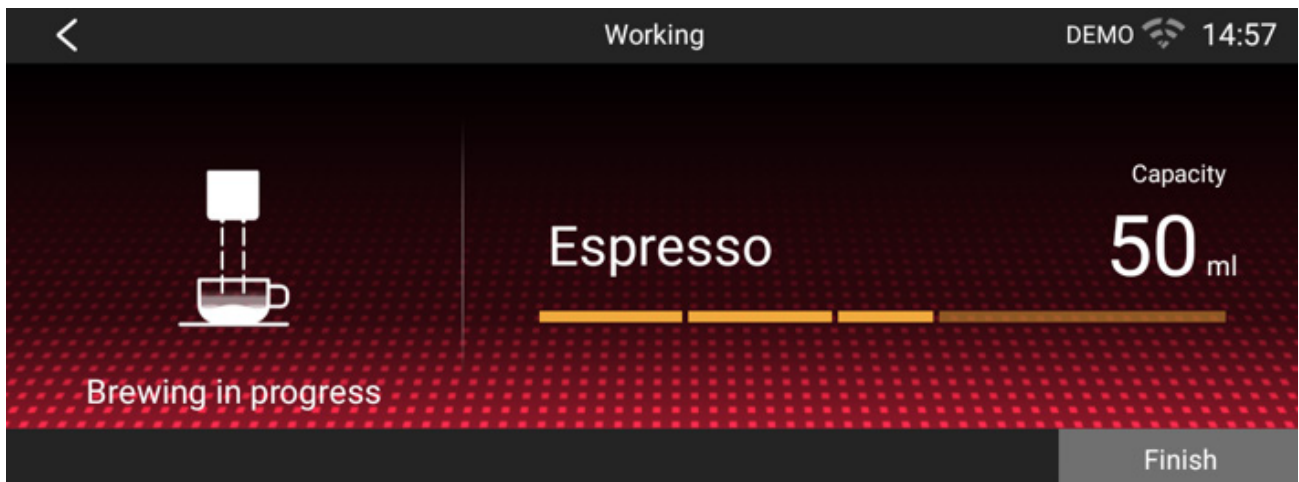 Working
DEMO 14:57
Capacity
Espresso
50 ml
Brewing in progress
Finish